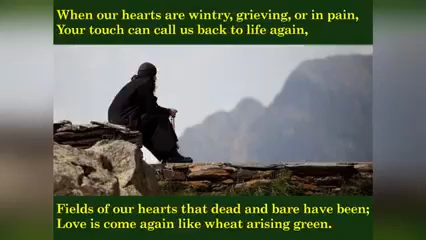 When our hearts are wintry, grieving, or in pain,
Your touch can call us back to life again,
Fields of our hearts that dead and bare have been;
Love is come again like wheat arising green.